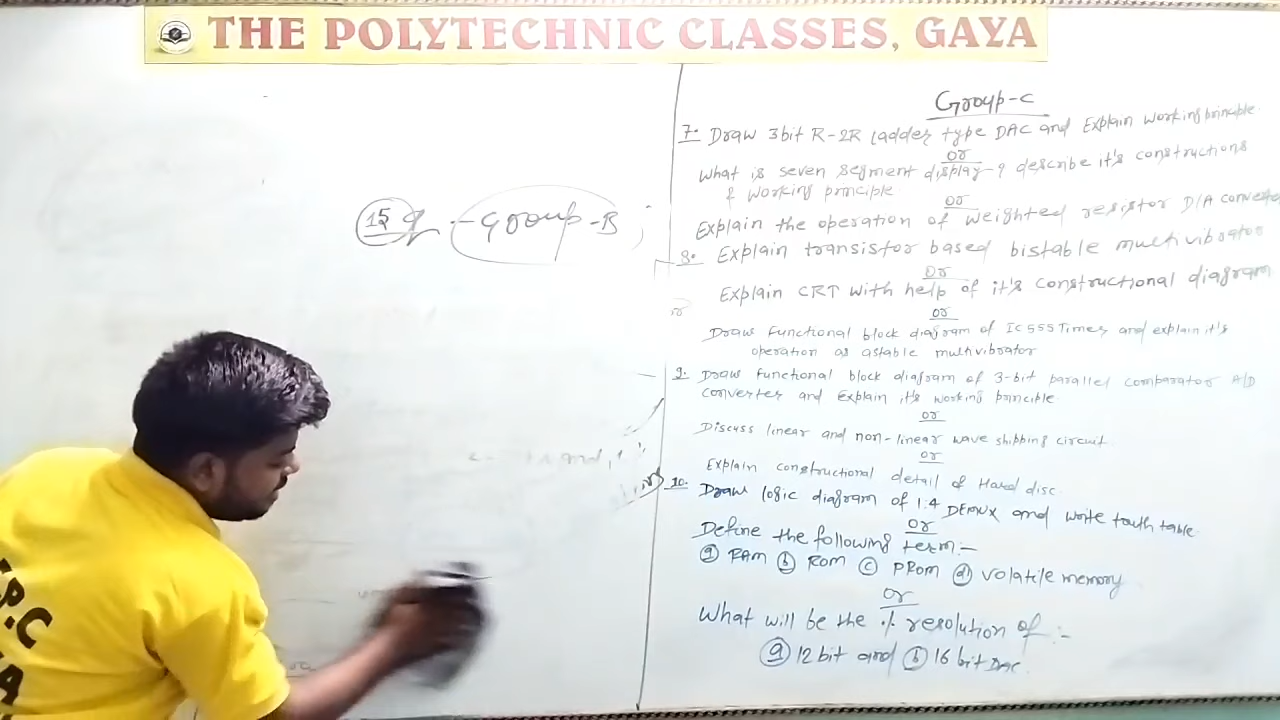 THE POLYTECHNIC CLASSES, GAYA
15 q - Group-B
Group-C
7. Draw 3bit R-2R Ladder type DAC and Explain working principle.
or
What is seven segment display-? describe it's constructions
& working principle.
or
Explain the operation of weighted resistor D/A converter
8. Explain transistor based bistable multivibrator
or
Explain CRT with help of it's constructional diagram
or
Draw functional block diagram of IC 555 Timer and explain it's
operation as astable multivibrator
9. Draw functional block diagram of 3-bit parallel comparator A/D
converter and explain it's working principle.
or
Discuss linear and non-linear wave shipping circuit.
or
Explain constructional detail of Hard disc.
10. Draw logic diagram of 1:4 DEMUX and write truth table.
or
Define the following term:-
(a) RAM (b) ROM (c) PROM (d) volatile memory
or
What will be the % resolution of :-
(a) 12 bit and (b) 16 bit DAC.
P.C